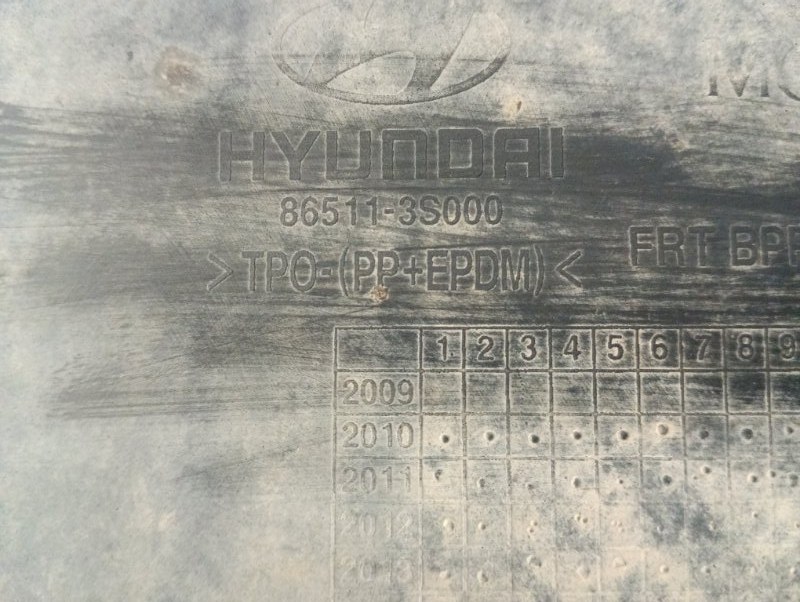 HYUNDAI
86511-3S000
>TPO-(PP+EPDM)<
FRT BPR
1 2 3 4 5 6 7 8 9
2009
2010
2011
2012
2013